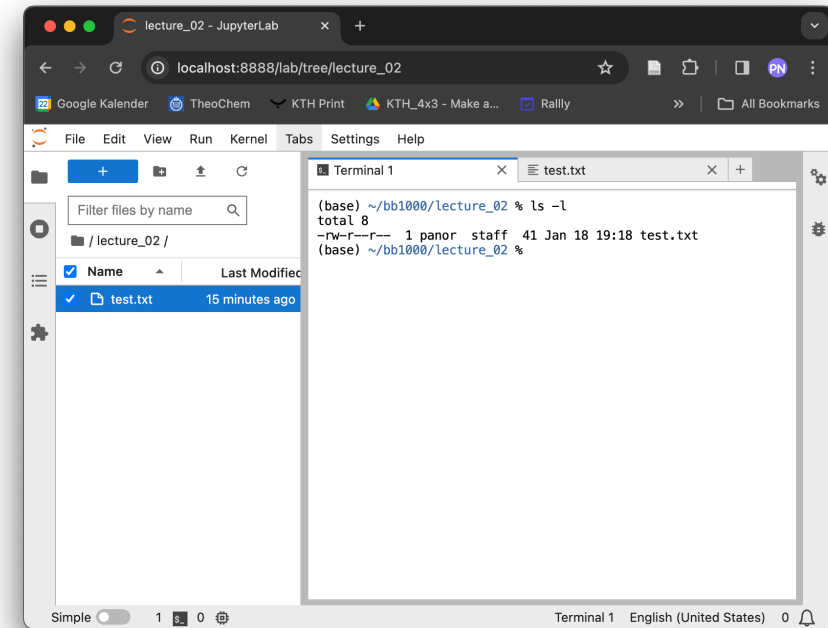 lecture_02 - JupyterLab
localhost:8888/lab/tree/lecture_02
PN
22 Google Kalender TheoChem KTH Print KTH_4x3 - Make a... Rallly » All Bookmarks
File Edit View Run Kernel Tabs Settings Help
Terminal 1 test.txt
Filter files by name
/ lecture_02 /
Name Last Modified
test.txt 15 minutes ago
(base) ~/bb1000/lecture_02 % ls -l
total 8
-rw-r--r-- 1 panor staff 41 Jan 18 19:18 test.txt
(base) ~/bb1000/lecture_02 %
Simple 1 0 Terminal 1 English (United States) 0